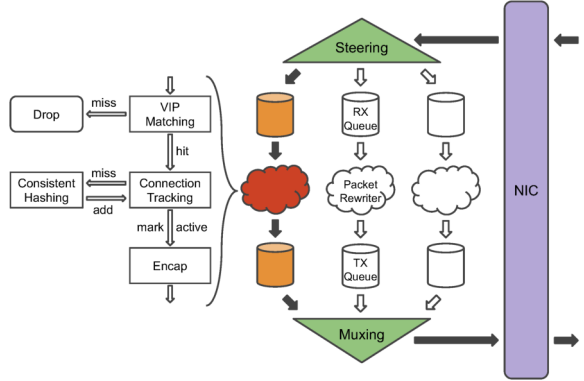 Steering
miss
VIP
Matching
Drop
hit
RX
Queue
miss
Consistent
Hashing
add
Connection
Tracking
Packet
Rewriter
NIC
mark
active
Encap
TX
Queue
Muxing